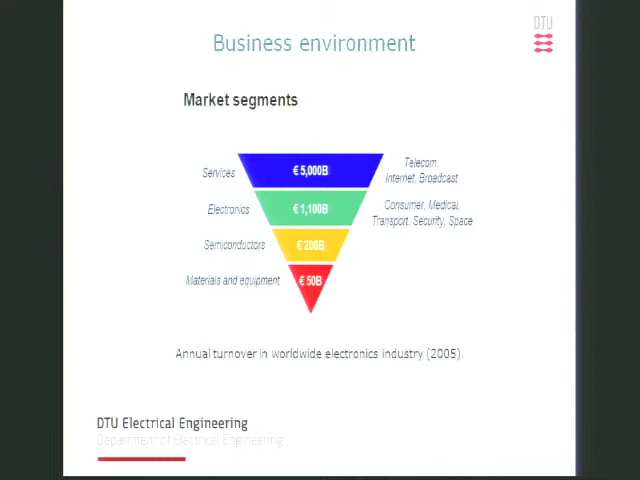 DTU
Business environment
Market segments
Services
€ 5,000B
Telecom,
Internet, Broadcast
Electronics
€ 1,100B
Consumer, Medical,
Transport, Security, Space
Semiconductors
€ 200B
Materials and equipment
€ 50B
Annual turnover in worldwide electronics industry (2005).
DTU Electrical Engineering
Department of Electrical Engineering